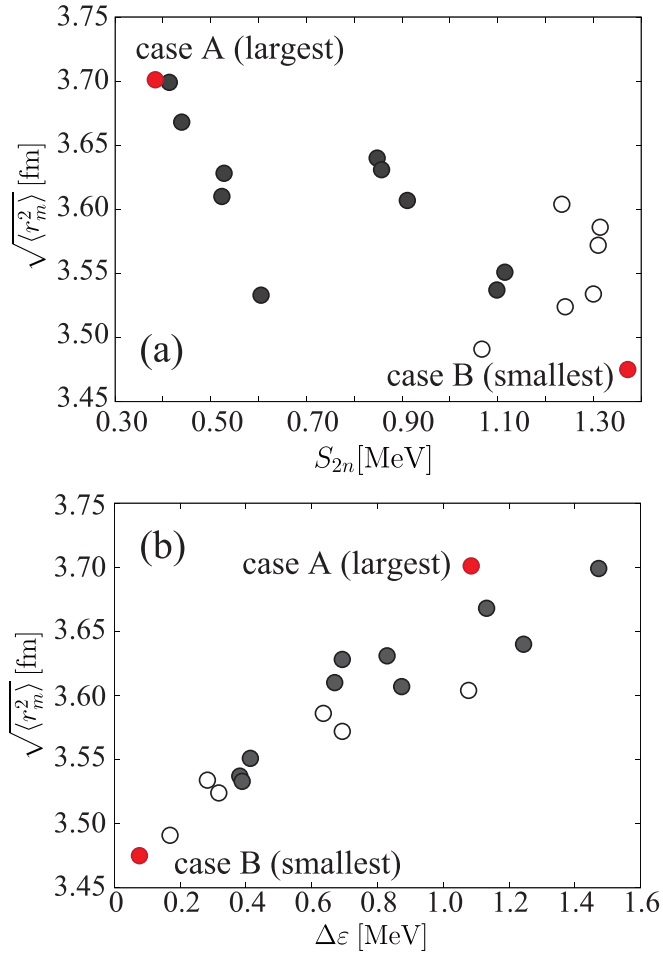 3.75
case A (largest)
3.70
3.65
√⟨r²ₘ⟩ [fm]
3.60
3.55
3.50
(a)
case B (smallest)
3.45
0.30 0.50 0.70 0.90 1.10 1.30
S₂ₙ[MeV]
3.75
(b)
case A (largest)
3.70
3.65
√⟨r²ₘ⟩ [fm]
3.60
3.55
3.50
case B (smallest)
3.45
0 0.2 0.4 0.6 0.8 1.0 1.2 1.4 1.6
Δε [MeV]